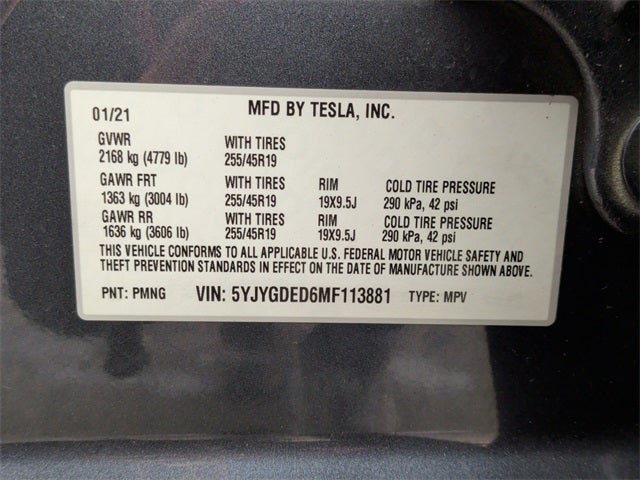 01/21 MFD BY TESLA, INC.
GVWR WITH TIRES
2168 kg (4779 lb) 255/45R19
GAWR FRT WITH TIRES RIM COLD TIRE PRESSURE
1363 kg (3004 lb) 255/45R19 19X9.5J 290 kPa, 42 psi
GAWR RR WITH TIRES RIM COLD TIRE PRESSURE
1636 kg (3606 lb) 255/45R19 19X9.5J 290 kPa, 42 psi
THIS VEHICLE CONFORMS TO ALL APPLICABLE U.S. FEDERAL MOTOR VEHICLE SAFETY AND
THEFT PREVENTION STANDARDS IN EFFECT ON THE DATE OF MANUFACTURE SHOWN ABOVE.
PNT: PMNG VIN: 5YJYGDED6MF113881 TYPE: MPV